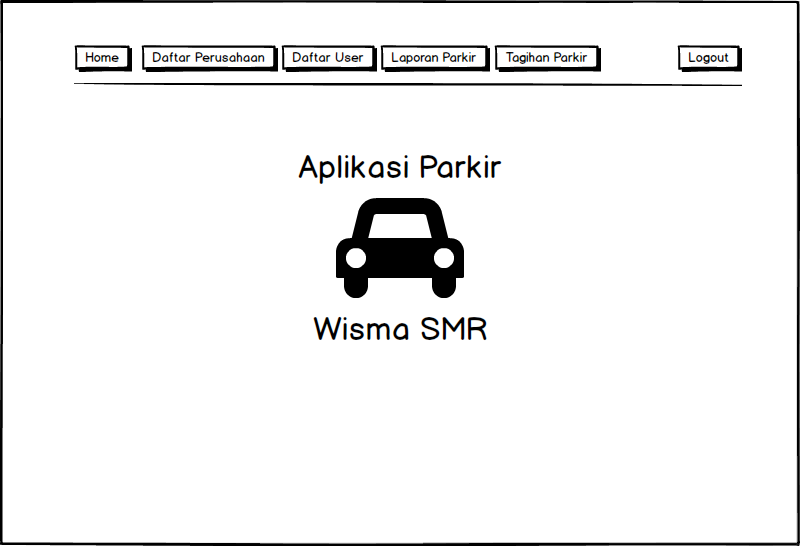 Home Daftar Perusahaan Daftar User Laporan Parkir Tagihan Parkir Logout
Aplikasi Parkir
Wisma SMR